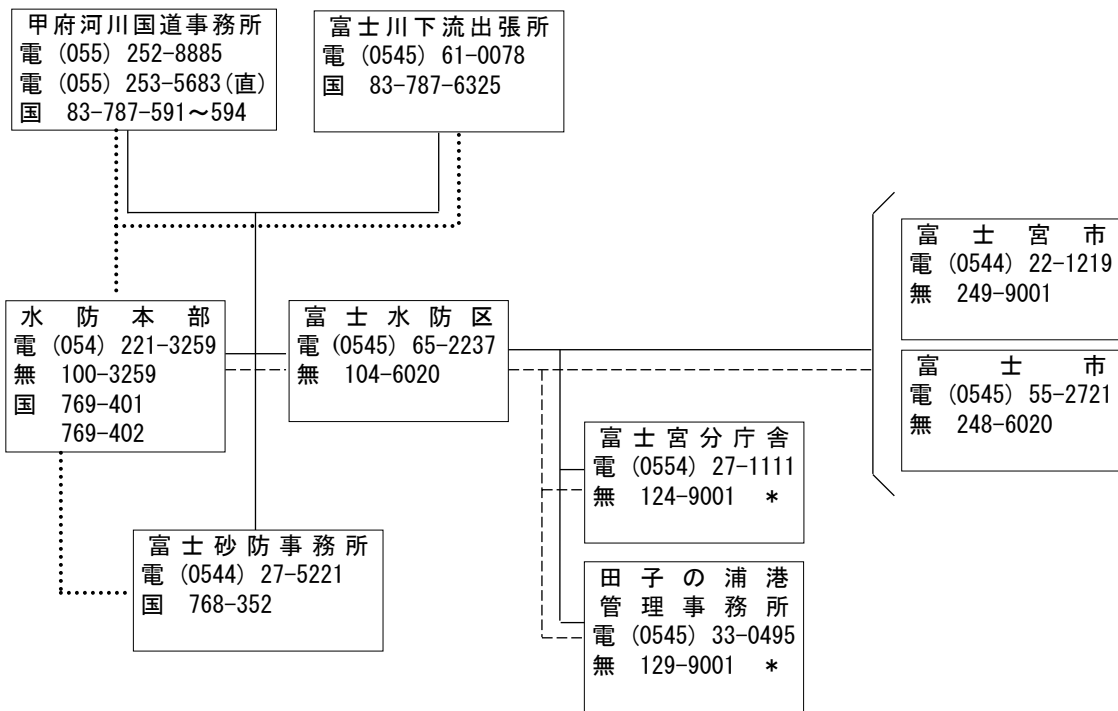 甲府河川国道事務所
電 (055) 252-8885
電 (055) 253-5683(直)
国 83-787-591～594
富士川下流出張所
電 (0545) 61-0078
国 83-787-6325
水防本部
電 (054) 221-3259
無 100-3259
国 769-401
769-402
富士水防区
電 (0545) 65-2237
無 104-6020
富士宮市
電 (0544) 22-1219
無 249-9001
富士市
電 (0545) 55-2721
無 248-6020
富士宮分庁舎
電 (0554) 27-1111
無 124-9001 *
富士砂防事務所
電 (0544) 27-5221
国 768-352
田子の浦港
管理事務所
電 (0545) 33-0495
無 129-9001 *